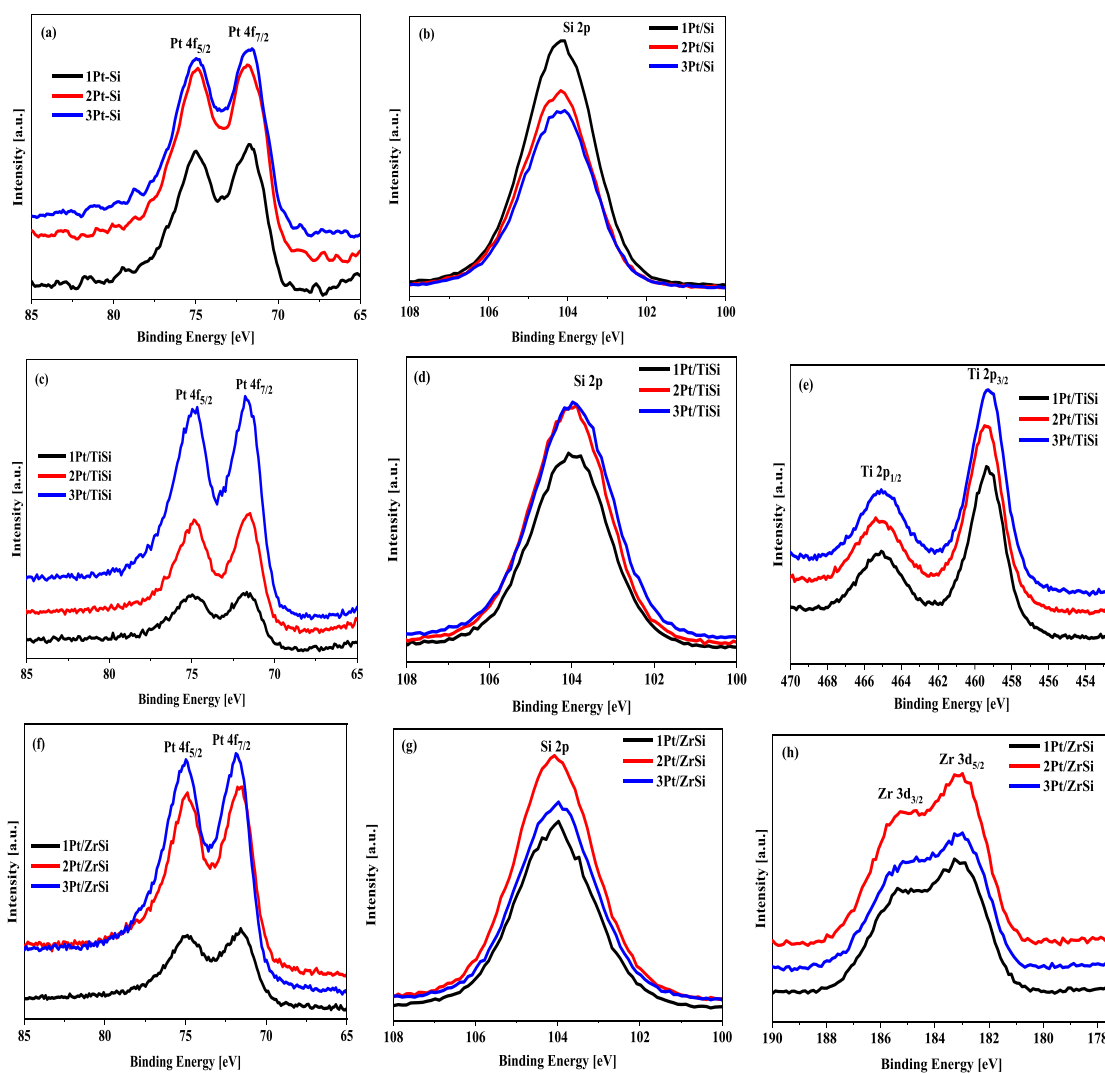 (a)
Pt 4f5/2
Pt 4f7/2
1Pt-Si
2Pt-Si
3Pt-Si
Intensity [a.u.]
85 80 75 70 65
Binding Energy [eV]
(b)
Si 2p
1Pt/Si
2Pt/Si
3Pt/Si
Intensity [a.u.]
108 106 104 102 100
Binding Energy [eV]
(c)
Pt 4f5/2
Pt 4f7/2
1Pt/TiSi
2Pt/TiSi
3Pt/TiSi
Intensity [a.u.]
85 80 75 70 65
Binding Energy [eV]
(d)
Si 2p
1Pt/TiSi
2Pt/TiSi
3Pt/TiSi
Intensity [a.u.]
108 106 104 102 100
Binding Energy [eV]
(e)
Ti 2p3/2
1Pt/TiSi
2Pt/TiSi
3Pt/TiSi
Ti 2p1/2
Intensity [a.u.]
470 468 466 464 462 460 458 456 454
Binding Energy [eV]
(f)
Pt 4f5/2
Pt 4f7/2
1Pt/ZrSi
2Pt/ZrSi
3Pt/ZrSi
Intensity [a.u.]
85 80 75 70 65
Binding Energy [eV]
(g)
Si 2p
1Pt/ZrSi
2Pt/ZrSi
3Pt/ZrSi
Intensity [a.u.]
108 106 104 102 100
Binding Energy [eV]
(h)
1Pt/ZrSi
2Pt/ZrSi
3Pt/ZrSi
Zr 3d5/2
Zr 3d3/2
Intensity [a.u.]
190 188 186 184 182 180 178
Binding Energy [eV]